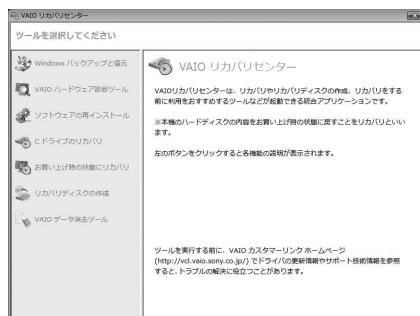 VAIO リカバリセンター
ツールを選択してください
Windows バックアップと復元
VAIO ハードウェア診断ツール
ソフトウェアの再インストール
C ドライブのリカバリ
お買い上げ時の状態にリカバリ
リカバリディスクの作成
VAIO データ消去ツール
VAIO リカバリセンター
VAIOリカバリセンターは、リカバリやリカバリディスクの作成、リカバリをする
前に利用をおすすめするツールなどが起動できる統合アプリケーションです。
※本機のハードディスクの内容をお買い上げ時の状態に戻すことをリカバリといい
ます。
左のボタンをクリックすると各機能の説明が表示されます。
ツールを実行する前に、VAIO カスタマーリンク ホームページ
(http://vcl.vaio.sony.co.jp/) でドライバの更新情報やサポート技術情報を参照
すると、トラブルの解決に役立つことがあります。